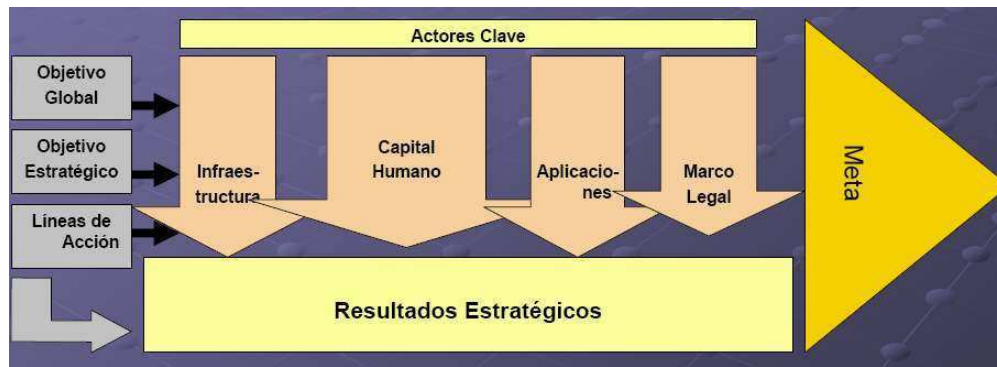 Actores Clave
Objetivo
Global
Objetivo
Estratégico
Líneas de
Acción
Infraes-
tructura
Capital
Humano
Aplicacio-
nes
Marco
Legal
Meta
Resultados Estratégicos